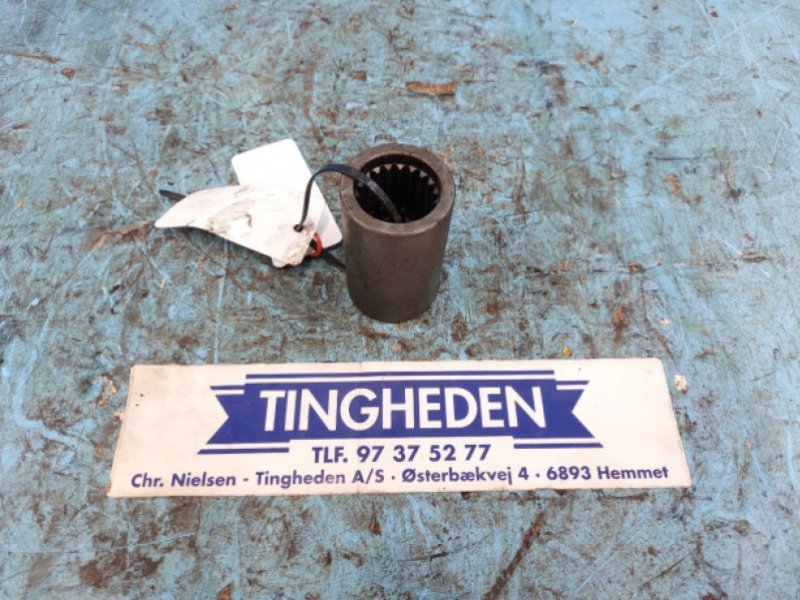 TINGHEDEN
TLF. 97 37 52 77
Chr. Nielsen - Tingheden A/S · Østerbækvej 4 · 6893 Hemmet